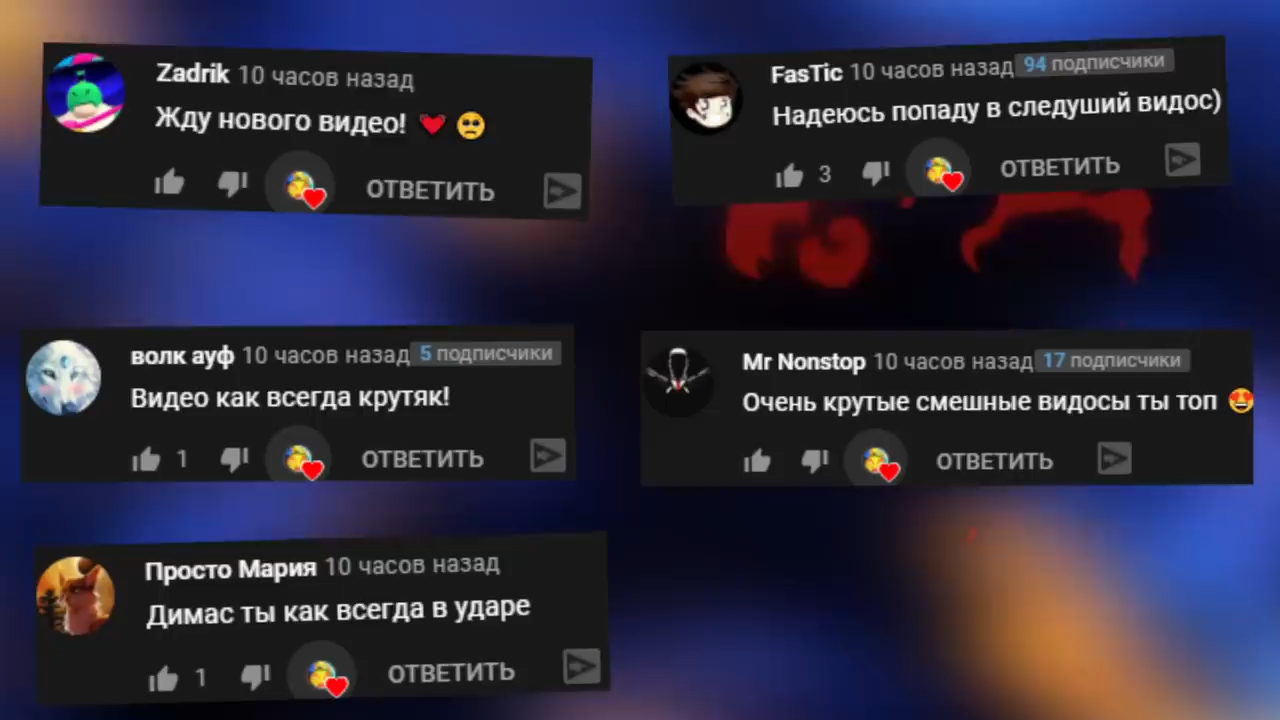 Zadrik 10 часов назад
Жду нового видео! 💔🥺
ОТВЕТИТЬ
FasTic 10 часов назад 94 подписчики
Надеюсь попаду в следуший видос)
3 ОТВЕТИТЬ
волк ауф 10 часов назад 5 подписчики
Видео как всегда крутяк!
1 ОТВЕТИТЬ
Mr Nonstop 10 часов назад 17 подписчики
Очень крутые смешные видосы ты топ 😍
ОТВЕТИТЬ
Просто Мария 10 часов назад
Димас ты как всегда в ударе
1 ОТВЕТИТЬ